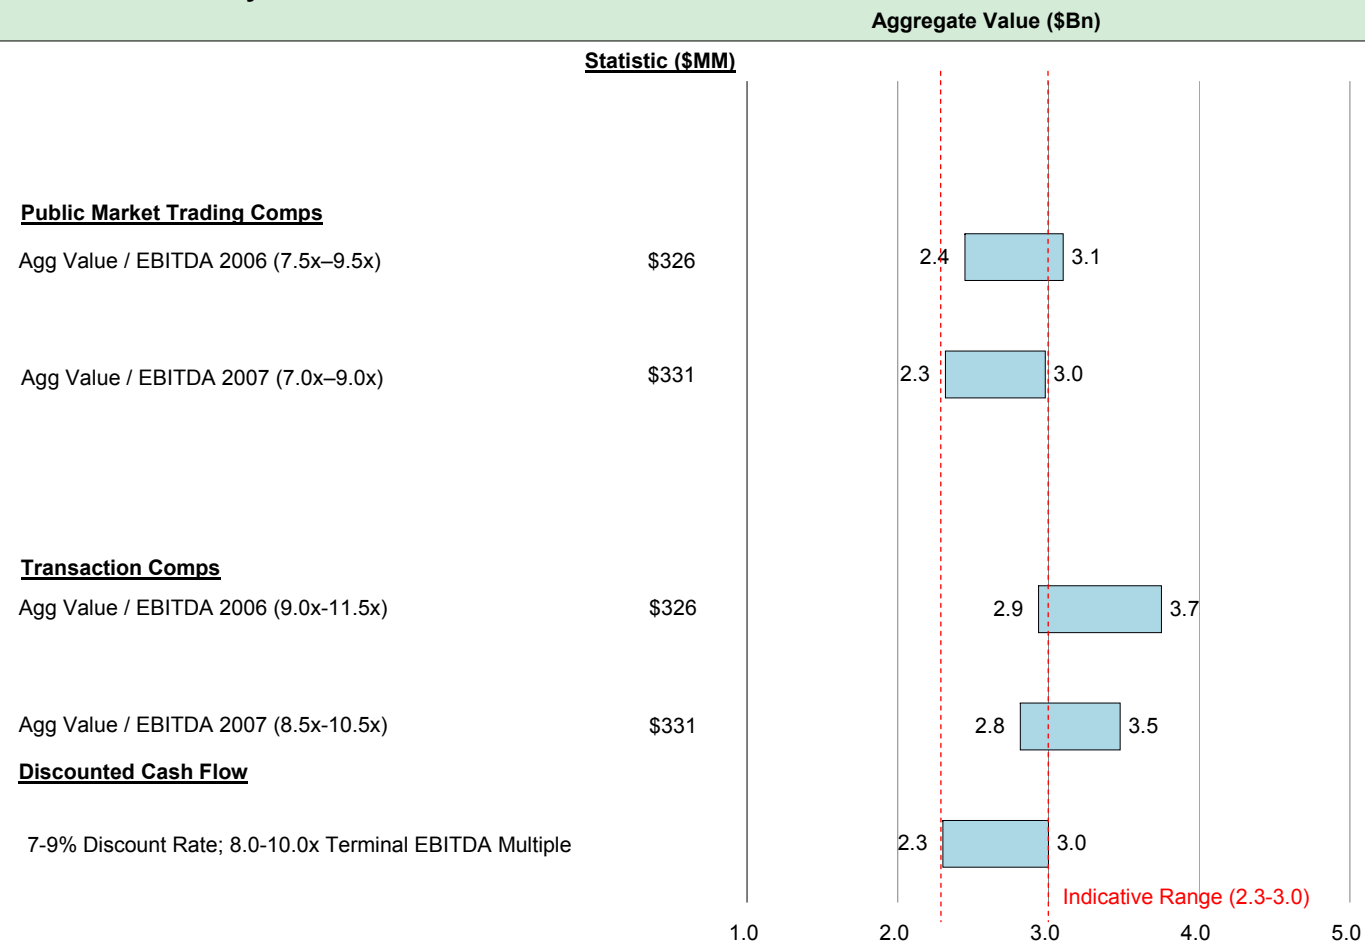 Aggregate Value ($Bn)
Statistic ($MM)
Public Market Trading Comps
Agg Value / EBITDA 2006 (7.5x–9.5x) $326 2.4 3.1
Agg Value / EBITDA 2007 (7.0x–9.0x) $331 2.3 3.0
Transaction Comps
Agg Value / EBITDA 2006 (9.0x-11.5x) $326 2.9 3.7
Agg Value / EBITDA 2007 (8.5x-10.5x) $331 2.8 3.5
Discounted Cash Flow
7-9% Discount Rate; 8.0-10.0x Terminal EBITDA Multiple 2.3 3.0
Indicative Range (2.3-3.0)
1.0 2.0 3.0 4.0 5.0